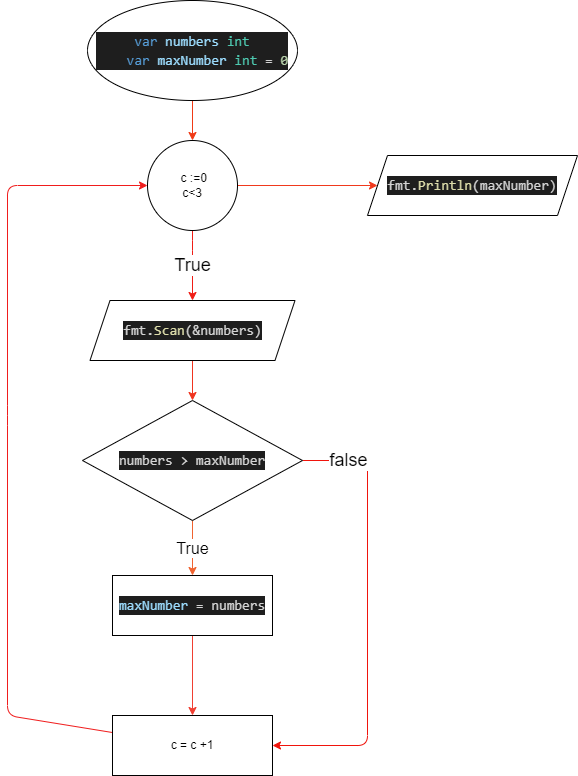 var numbers int
var maxNumber int = 0
c :=0
c<3
fmt.Println(maxNumber)
True
fmt.Scan(&numbers)
numbers > maxNumber
false
True
maxNumber = numbers
c = c +1